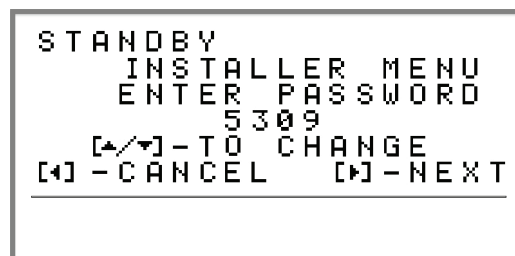 STANDBY
INSTALLER MENU
ENTER PASSWORD
5309
[▲/▼]-TO CHANGE
[◀] -CANCEL [▶]-NEXT